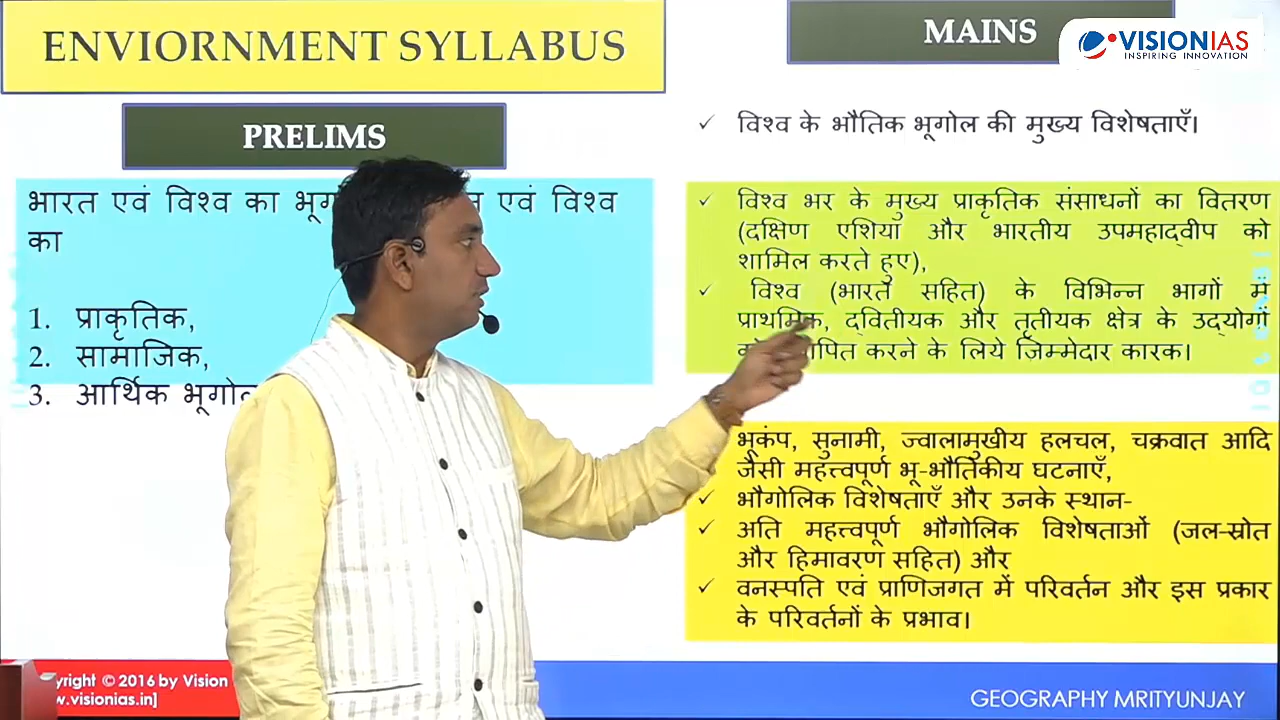 ENVIORNMENT SYLLABUS
PRELIMS
भारत एवं विश्व का एवं विश्व
का
1. प्राकृतिक,
2. सामाजिक,
3. आर्थिक
MAINS
VISIONIAS
INSPIRING INNOVATION
✓ विश्व के भौतिक भूगोल की मुख्य विशेषताएँ।
✓ विश्व भर के मुख्य प्राकृतिक संसाधनों का वितरण
(दक्षिण एशिया और भारतीय उपमहाद्वीप को
शामिल करते हुए),
✓ विश्व (भारत सहित) के विभिन्न भागों में
प्राथमिक, द्वितीयक और तृतीयक क्षेत्र के उद्योगों
करने के लिये ज़िम्मेदार कारक।
भूकंप, सुनामी, ज्वालामुखीय हलचल, चक्रवात आदि
जैसी महत्त्वपूर्ण भू-भौतिकीय घटनाएँ,
✓ भौगोलिक विशेषताएँ और उनके स्थान-
✓ अति महत्त्वपूर्ण भौगोलिक विशेषताओं (जल-स्रोत
और हिमावरण सहित) और
✓ वनस्पति एवं प्राणिजगत में परिवर्तन और इस प्रकार
के परिवर्तनों के प्रभाव।
© 2016 by Vision
GEOGRAPHY MRITYUNJAY